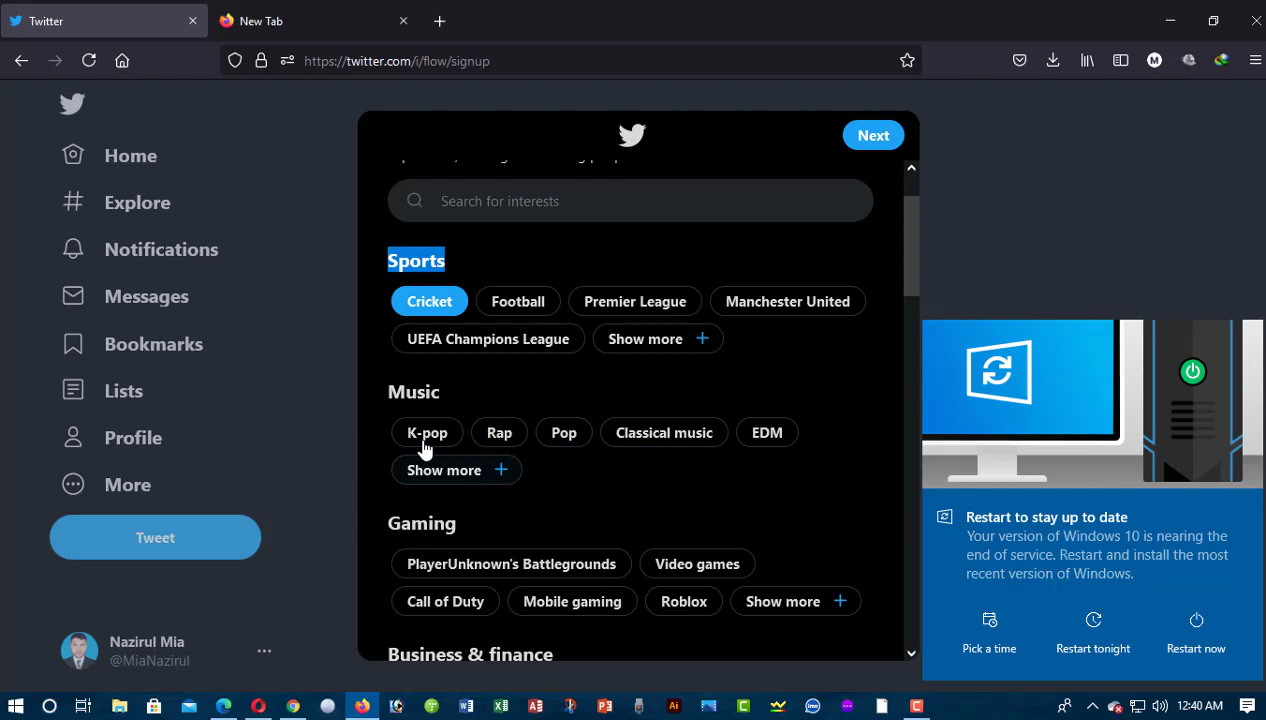 Twitter
New Tab
https://twitter.com/i/flow/signup
Home
Explore
Notifications
Messages
Bookmarks
Lists
Profile
More
Tweet
Nazirul Mia
@MiaNazirul
Next
Search for interests
Sports
Cricket Football Premier League Manchester United
UEFA Champions League Show more
Music
K-pop Rap Pop Classical music EDM
Show more
Gaming
PlayerUnknown's Battlegrounds Video games
Call of Duty Mobile gaming Roblox Show more
Business & finance
Restart to stay up to date
Your version of Windows 10 is nearing the
end of service. Restart and install the most
recent version of Windows.
Pick a time Restart tonight Restart now
12:40 AM